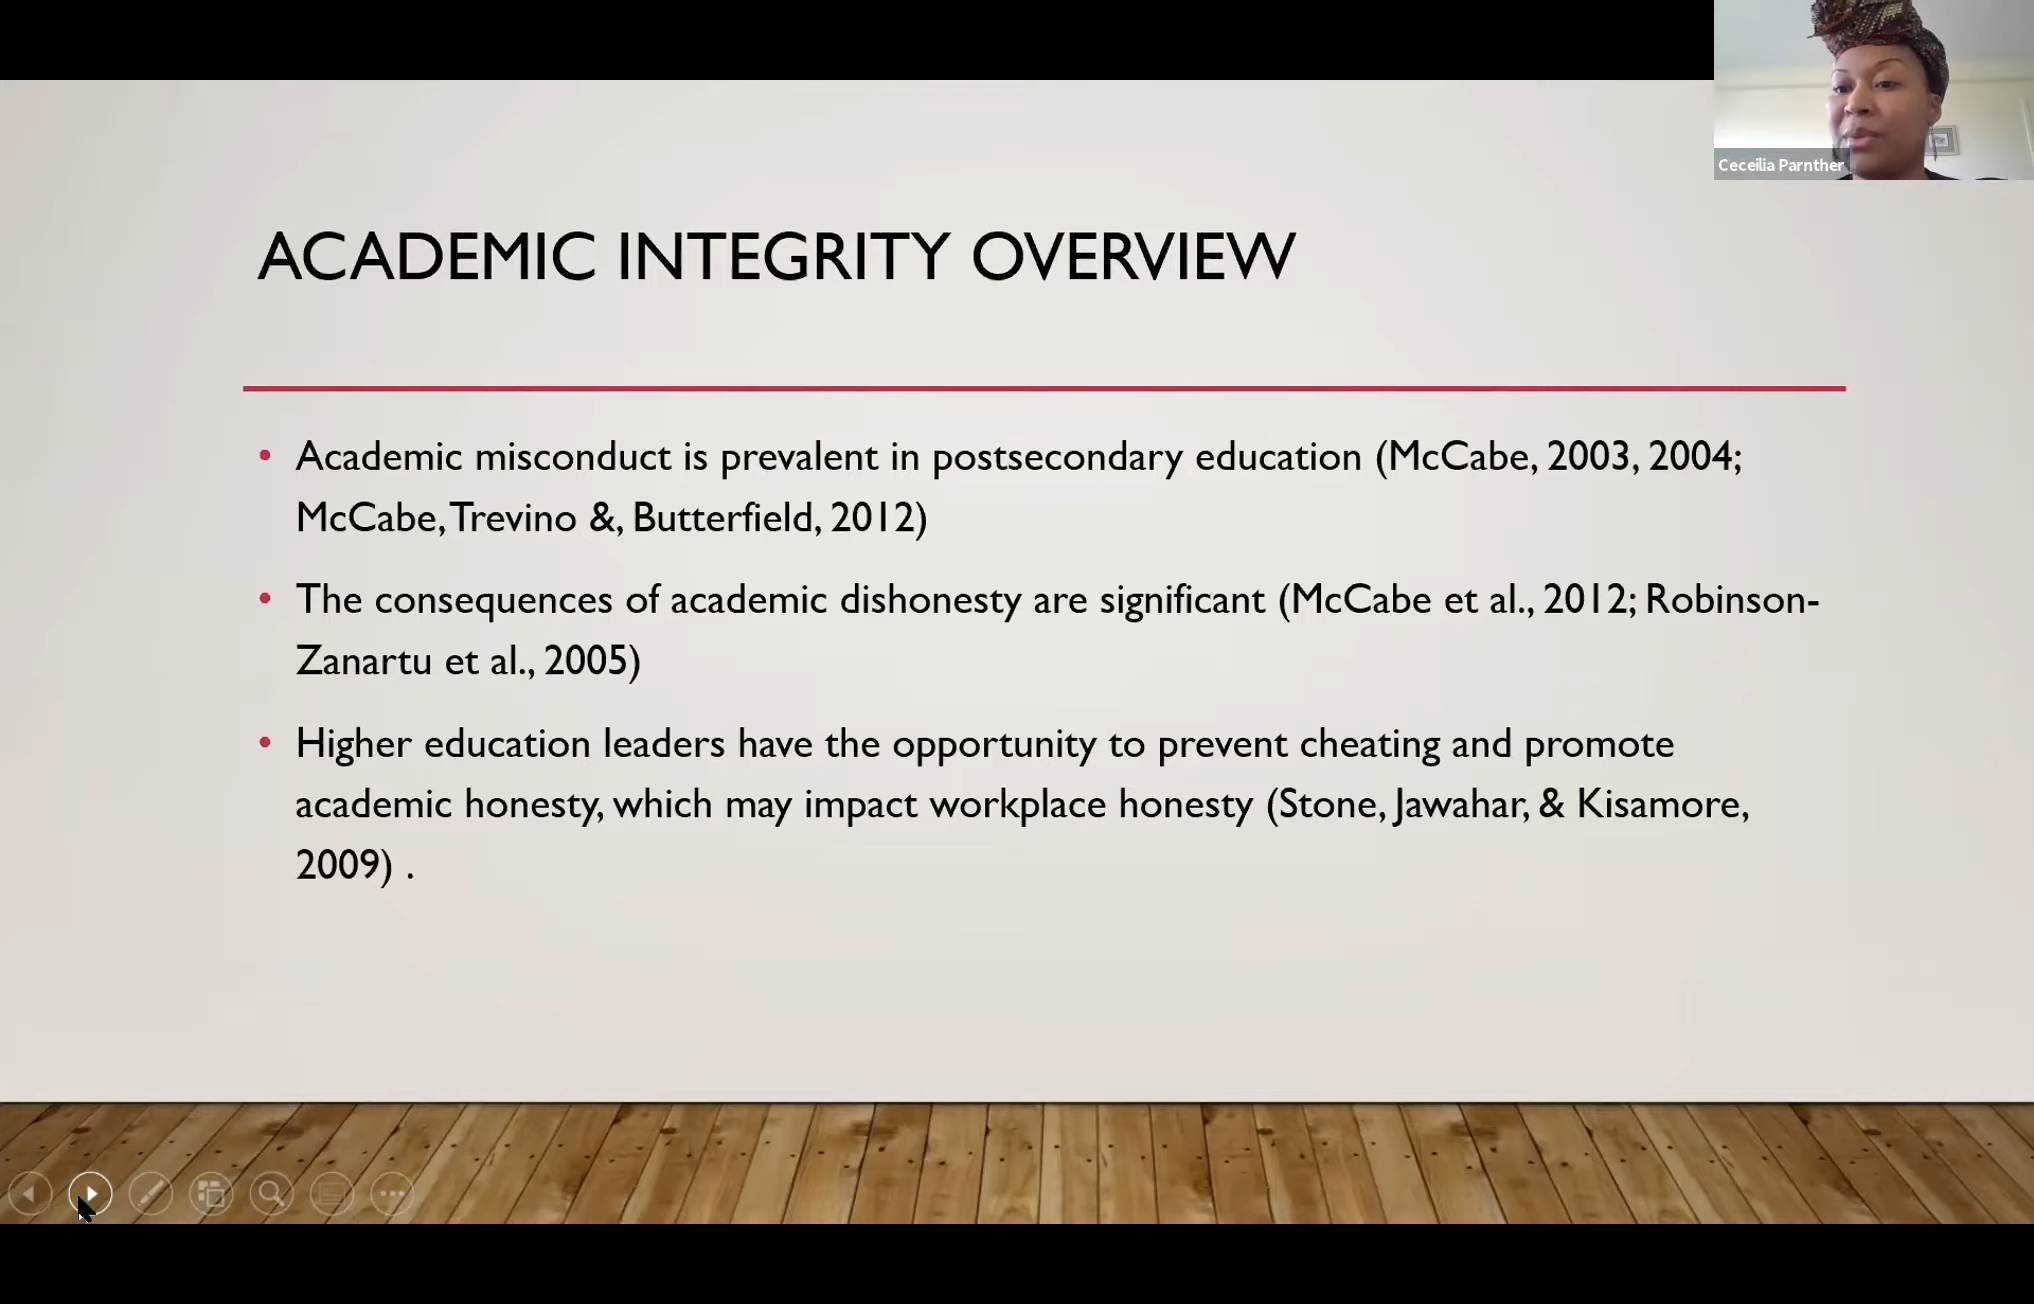 Ceceilia Parnther
ACADEMIC INTEGRITY OVERVIEW
• Academic misconduct is prevalent in postsecondary education (McCabe, 2003, 2004;
McCabe, Trevino &, Butterfield, 2012)
• The consequences of academic dishonesty are significant (McCabe et al., 2012; Robinson-
Zanartu et al., 2005)
• Higher education leaders have the opportunity to prevent cheating and promote
academic honesty, which may impact workplace honesty (Stone, Jawahar, & Kisamore,
2009) .